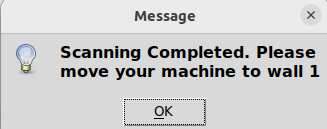 Message
Scanning Completed. Please
move your machine to wall 1
OK